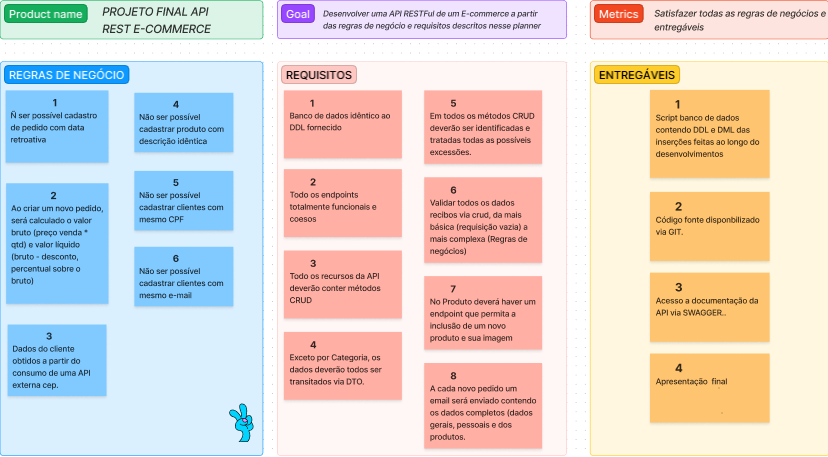 Product name
PROJETO FINAL API
REST E-COMMERCE
Goal
Desenvolver uma API RESTFul de um E-commerce a partir
das regras de negócio e requisitos descritos nesse planner
Metrics
Satisfazer todas as regras de negócios e
entregáveis
REGRAS DE NEGÓCIO
1
Ñ ser possível cadastro
de pedido com data
retroativa
2
Ao criar um novo pedido,
será calculado o valor
bruto (preço venda *
qtd) e valor líquido
(bruto - desconto,
percentual sobre o
bruto)
3
Dados do cliente
obtidos a partir do
consumo de uma API
externa cep.
4
Não ser possível
cadastrar produto com
descrição idêntica
5
Não ser possível
cadastrar clientes com
mesmo CPF
6
Não ser possível
cadastrar clientes com
mesmo e-mail
REQUISITOS
1
Banco de dados idêntico ao
DDL fornecido
2
Todo os endpoints
totalmente funcionais e
coesos
3
Todo os recursos da API
deverão conter métodos
CRUD
4
Exceto por Categoria, os
dados deverão todos ser
transitados via DTO.
5
Em todos os métodos CRUD
deverão ser identificadas e
tratadas todas as possíveis
excessões.
6
Validar todos os dados
recibos via crud, da mais
básica (requisição vazia) a
mais complexa (Regras de
negócios)
7
No Produto deverá haver um
endpoint que permita a
inclusão de um novo
produto e sua imagem
8
A cada novo pedido um
email será enviado contendo
os dados completos (dados
gerais, pessoais e dos
produtos.
ENTREGÁVEIS
1
Script banco de dados
contendo DDL e DML das
inserções feitas ao longo do
desenvolvimentos
2
Código fonte disponbilizado
via GIT.
3
Acesso a documentação da
API via SWAGGER..
4
Apresentação final